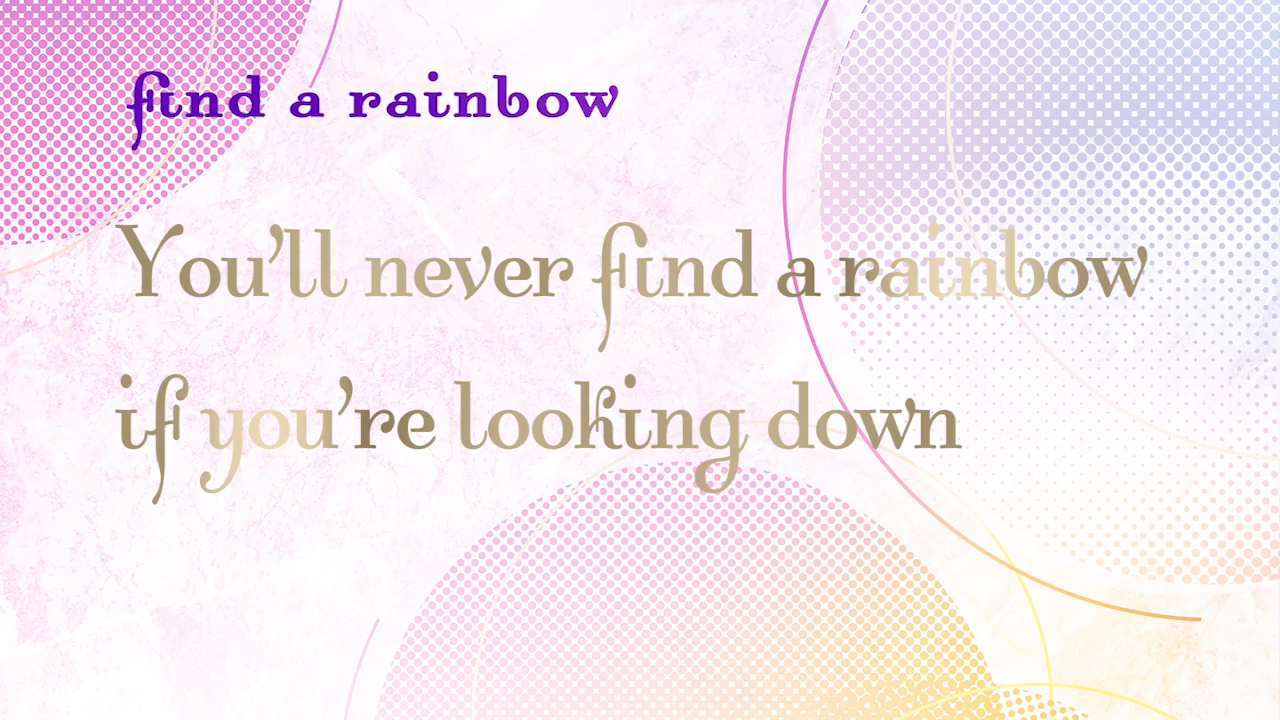 find a rainbow
You'll never find a rainbow
if you're looking down